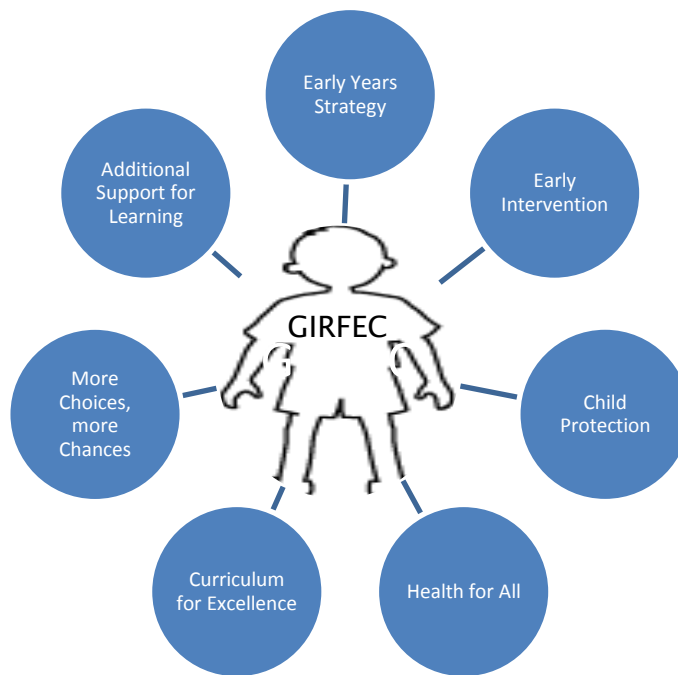 Early Years
Strategy
Early
Intervention
Child
Protection
Health for All
Curriculum
for Excellence
More
Choices,
more
Chances
Additional
Support for
Learning
GIRFEC